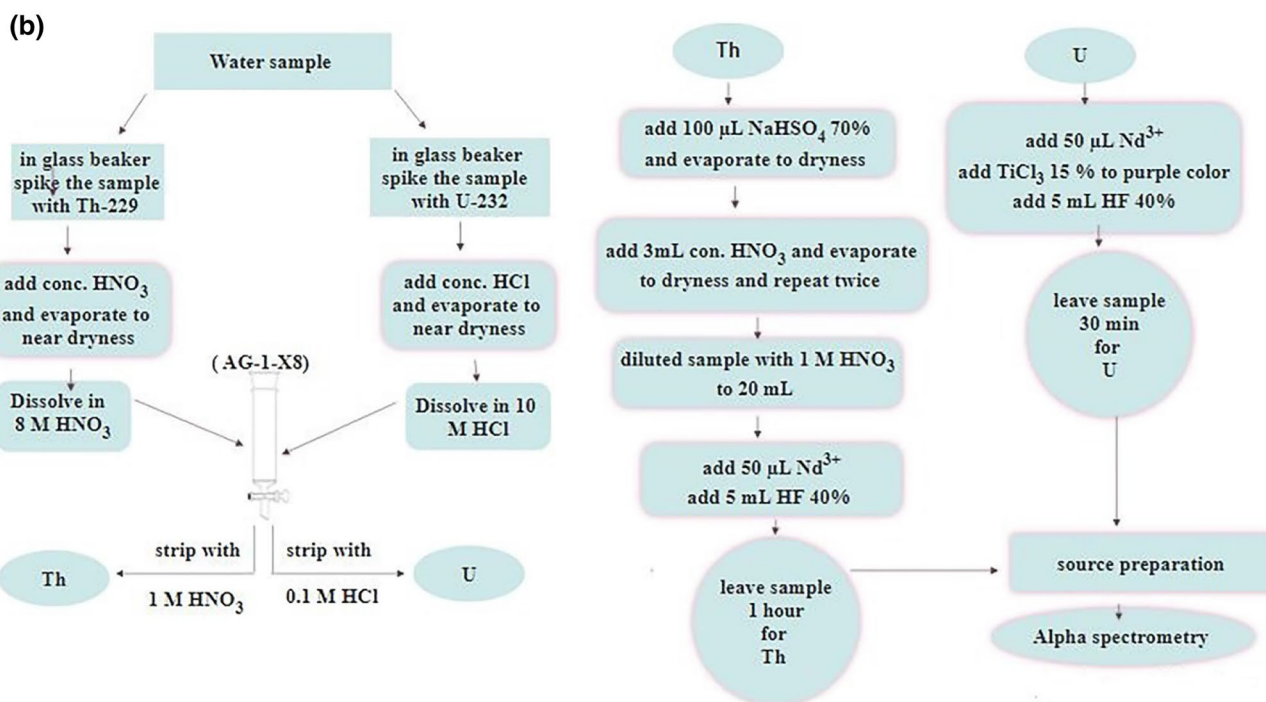 (b)
Water sample
in glass beaker
spike the sample
with Th-229
in glass beaker
spike the sample
with U-232
add conc. HNO3
and evaporate to
near dryness
add conc. HCl
and evaporate to
near dryness
( AG-1-X8)
Dissolve in
8 M HNO3
Dissolve in 10
M HCl
strip with
1 M HNO3
strip with
0.1 M HCl
Th
U
Th
add 100 µL NaHSO4 70%
and evaporate to dryness
add 3mL con. HNO3 and evaporate
to dryness and repeat twice
diluted sample with 1 M HNO3
to 20 mL
add 50 µL Nd3+
add 5 mL HF 40%
leave sample
1 hour
for
Th
U
add 50 µL Nd3+
add TiCl3 15 % to purple color
add 5 mL HF 40%
leave sample
30 min
for
U
source preparation
Alpha spectrometry